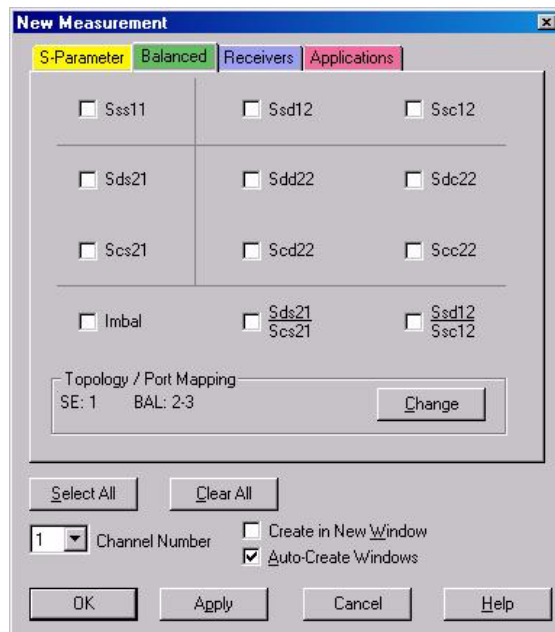 New Measurement
S-Parameter Balanced Receivers Applications
Sss11 Ssd12 Ssc12
Sds21 Sdd22 Sdc22
Scs21 Scd22 Scc22
Imbal Sds21 Ssd12
Scs21 Ssc12
Topology / Port Mapping
SE: 1 BAL: 2-3 Change
Select All Clear All
1 Channel Number Create in New Window
Auto-Create Windows
OK Apply Cancel Help